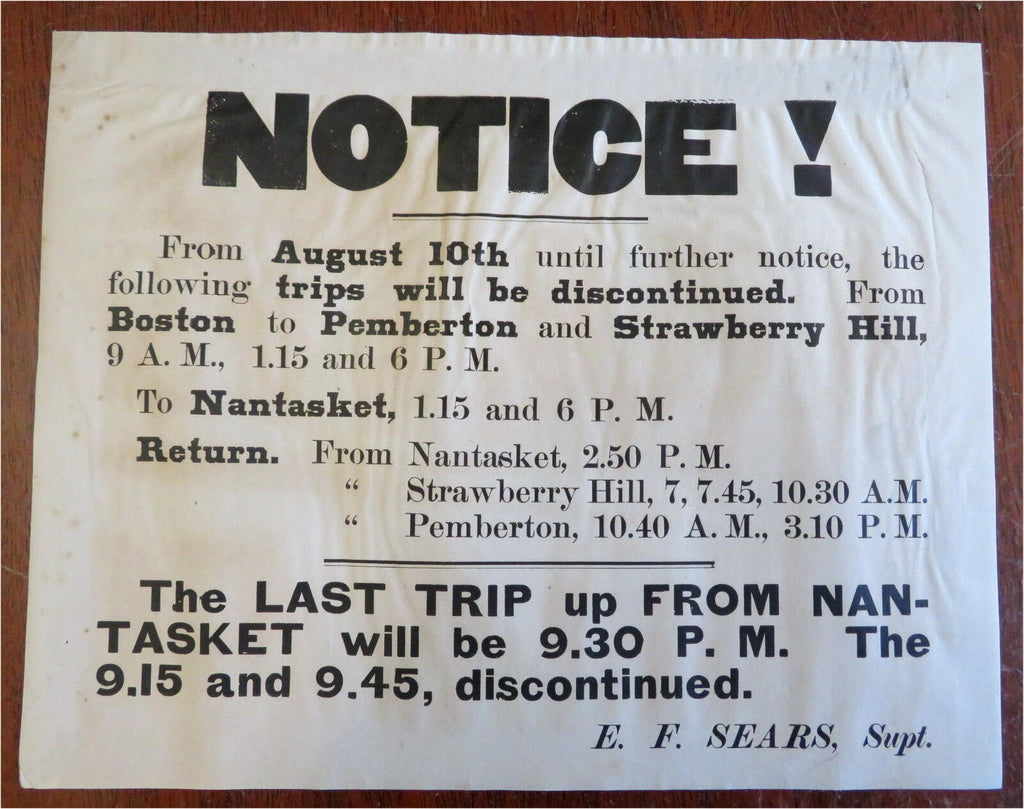 NOTICE!
From August 10th until further notice, the
following trips will be discontinued. From
Boston to Pemberton and Strawberry Hill,
9 A. M., 1.15 and 6 P. M.
To Nantasket, 1.15 and 6 P. M.
Return. From Nantasket, 2.50 P. M.
“ Strawberry Hill, 7, 7.45, 10.30 A.M.
“ Pemberton, 10.40 A. M., 3.10 P. M.
The LAST TRIP up FROM NAN-
TASKET will be 9.30 P. M. The
9.15 and 9.45, discontinued.
E. F. SEARS, Supt.